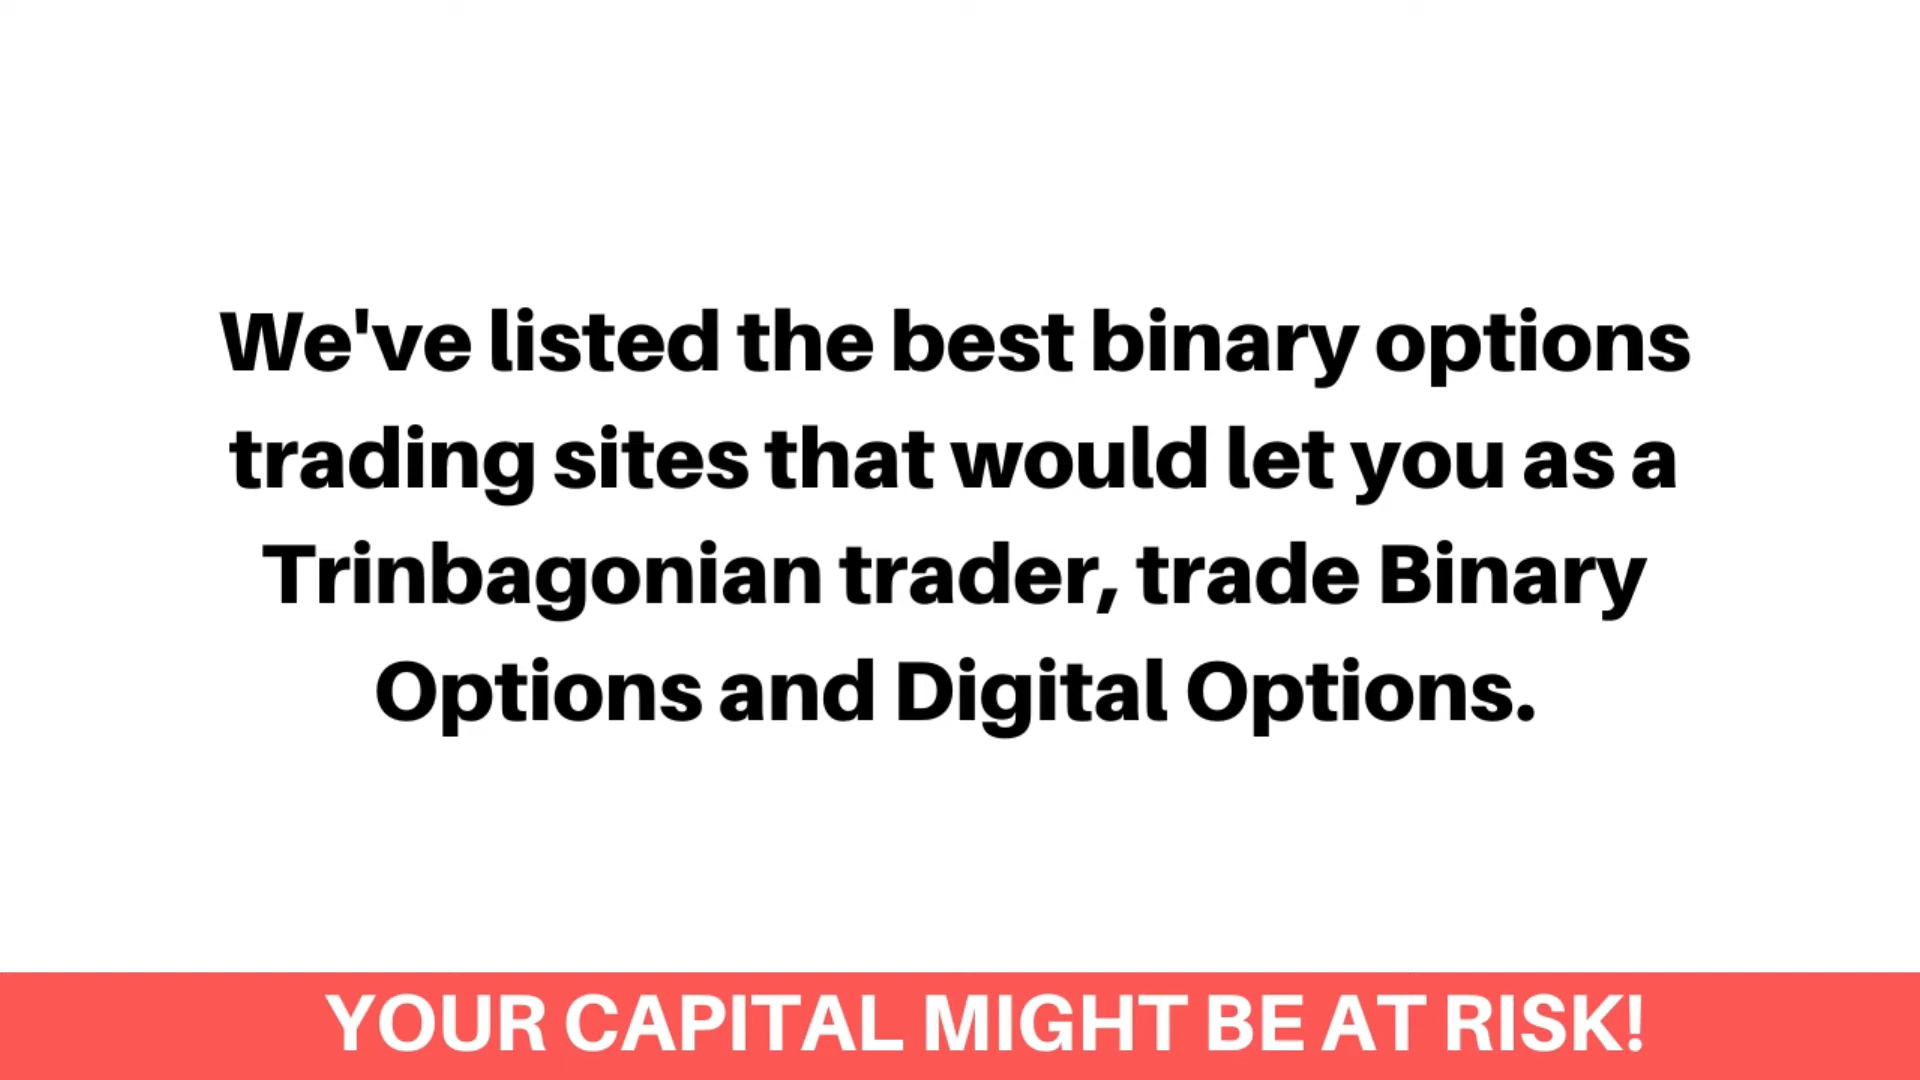 We've listed the best binary options
trading sites that would let you as a
Trinbagonian trader, trade Binary
Options and Digital Options.
YOUR CAPITAL MIGHT BE AT RISK!